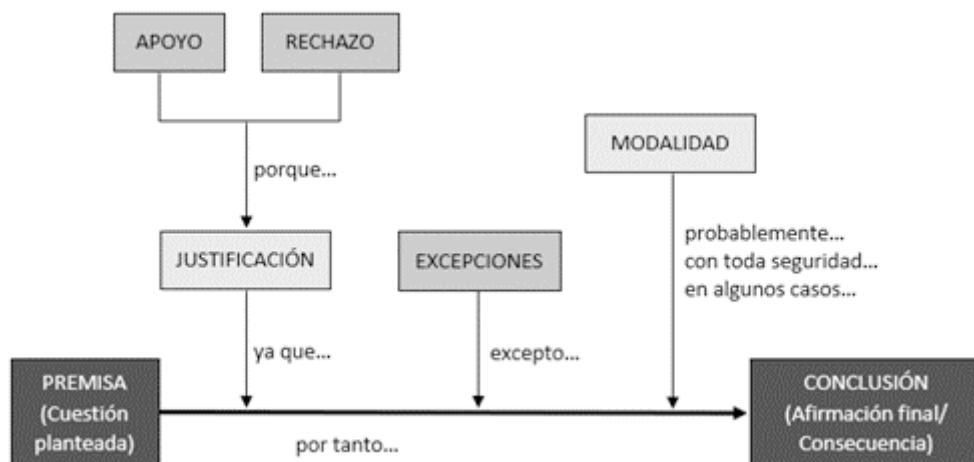 APOYO
RECHAZO
MODALIDAD
porque...
probablemente...
con toda seguridad...
en algunos casos...
JUSTIFICACIÓN
EXCEPCIONES
ya que...
excepto...
PREMISA
(Cuestión
planteada)
CONCLUSIÓN
(Afirmación final/
Consecuencia)
por tanto...